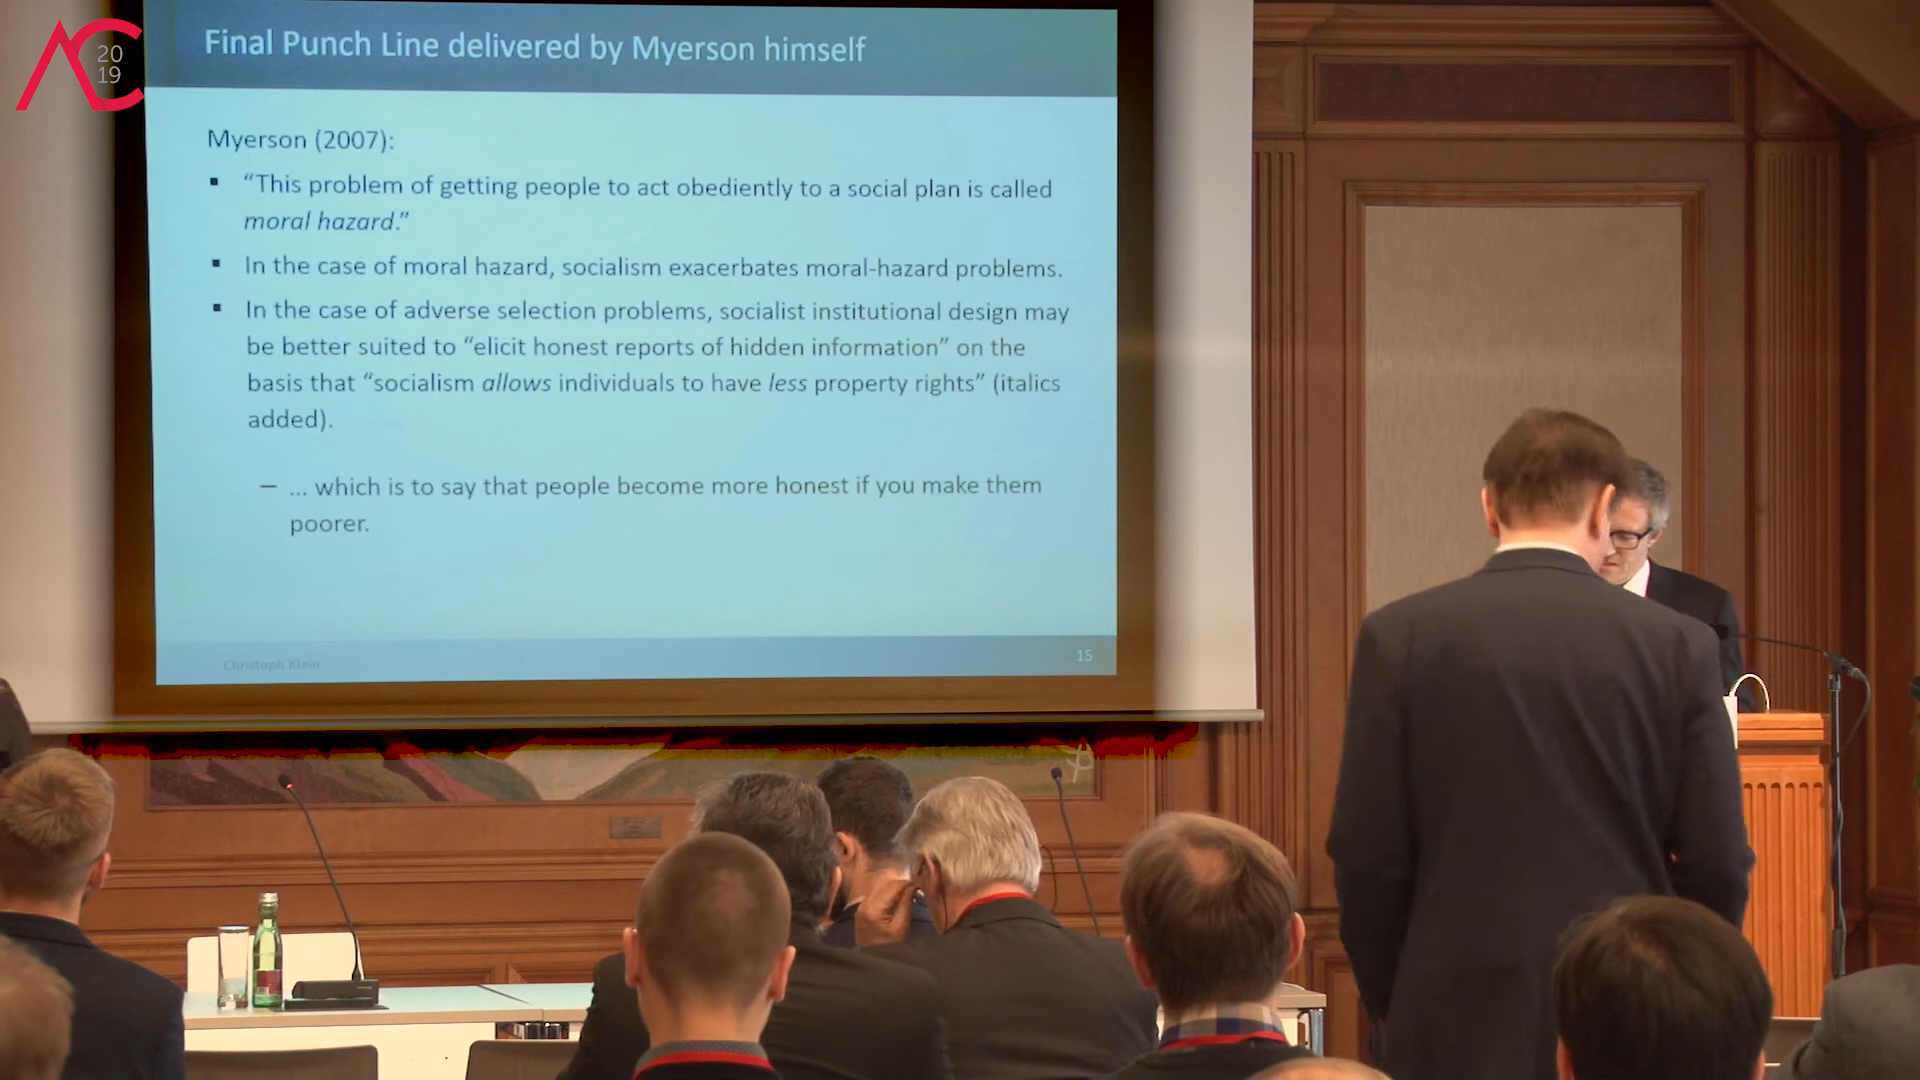 AC
20
19
Final Punch Line delivered by Myerson himself
Myerson (2007):
▪ “This problem of getting people to act obediently to a social plan is called
moral hazard.”
▪ In the case of moral hazard, socialism exacerbates moral-hazard problems.
▪ In the case of adverse selection problems, socialist institutional design may
be better suited to “elicit honest reports of hidden information” on the
basis that “socialism allows individuals to have less property rights” (italics
added).
– ... which is to say that people become more honest if you make them
poorer.
Christoph Klein
15